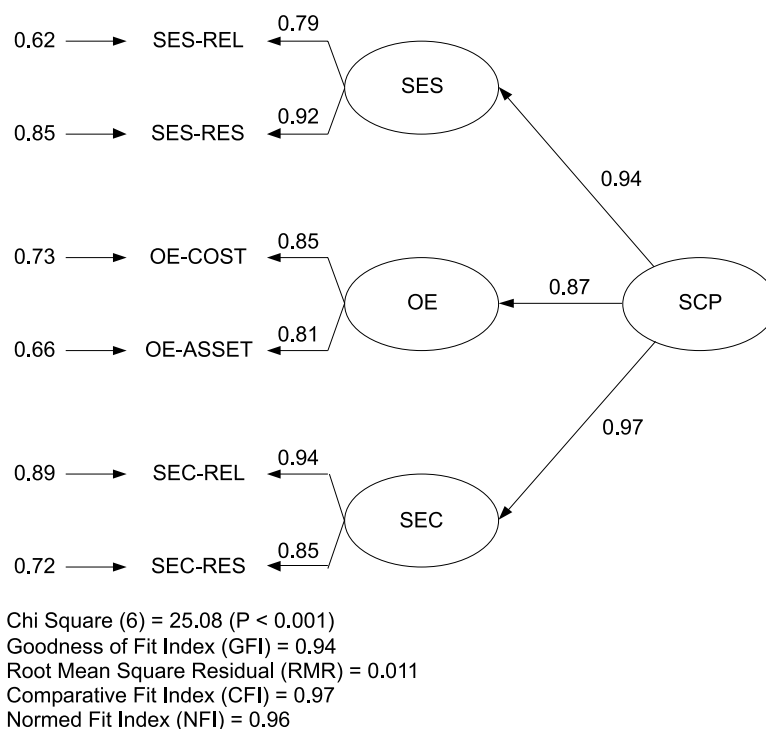 0.79
0.62 SES-REL
SES
0.92
0.85 SES-RES
0.94
0.85
0.73 OE-COST
0.87
OE SCP
0.81
0.66 OE-ASSET
0.97
0.94
0.89 SEC-REL
SEC
0.85
0.72 SEC-RES
Chi Square (6) = 25.08 (P < 0.001)
Goodness of Fit Index (GFI) = 0.94
Root Mean Square Residual (RMR) = 0.011
Comparative Fit Index (CFI) = 0.97
Normed Fit Index (NFI) = 0.96